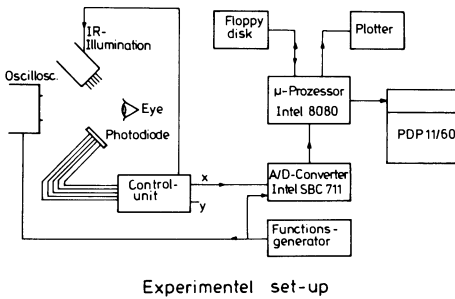 IR-
Illumination
Oscillosc.
Eye
Photodiode
Control-
unit
x
y
Floppy
disk
Plotter
µ-Prozessor
Intel 8080
PDP 11/60
A/D-Converter
Intel SBC 711
Functions-
generator
Experimentel set-up